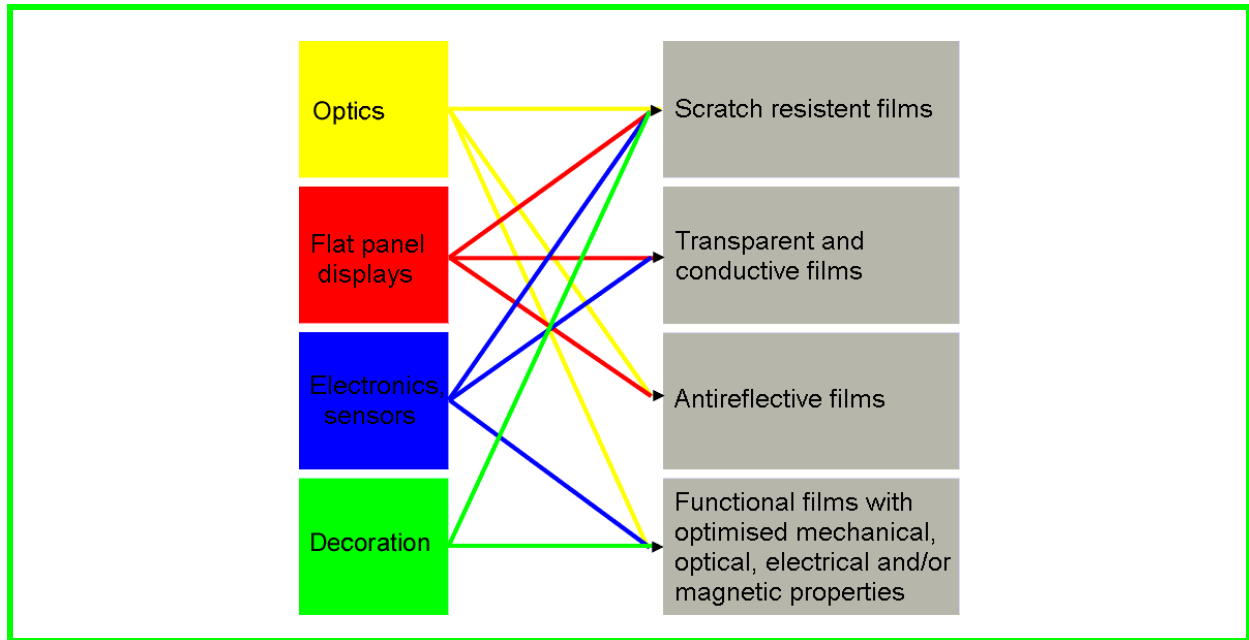 Optics
Scratch resistent films
Flat panel
displays
Transparent and
conductive films
Electronics,
sensors
Antireflective films
Decoration
Functional films with
optimised mechanical,
optical, electrical and/or
magnetic properties